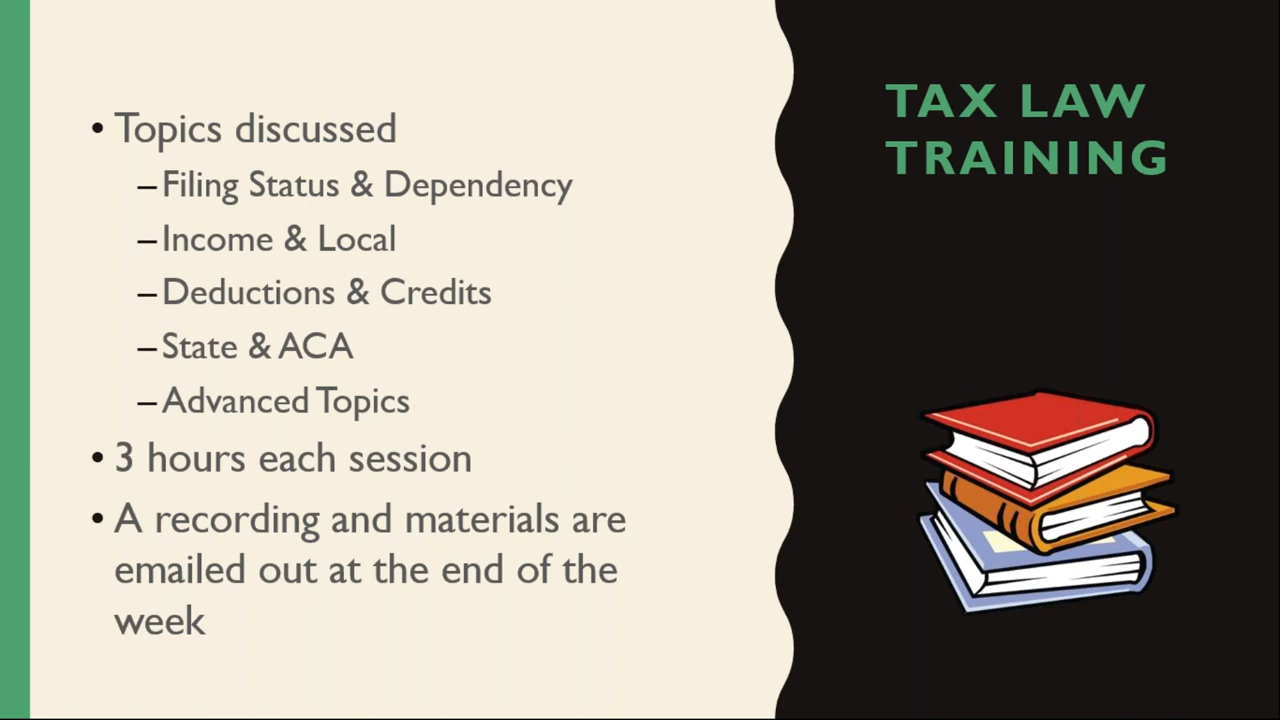 TAX LAW
TRAINING
• Topics discussed
–Filing Status & Dependency
–Income & Local
–Deductions & Credits
–State & ACA
–Advanced Topics
• 3 hours each session
• A recording and materials are
emailed out at the end of the
week